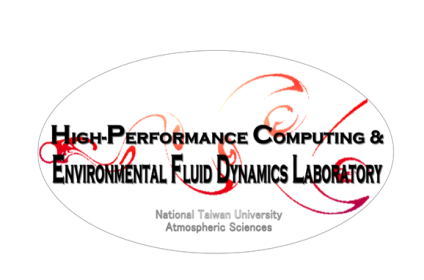 High-Performance Computing &
Environmental Fluid Dynamics Laboratory
National Taiwan University
Atmospheric Sciences